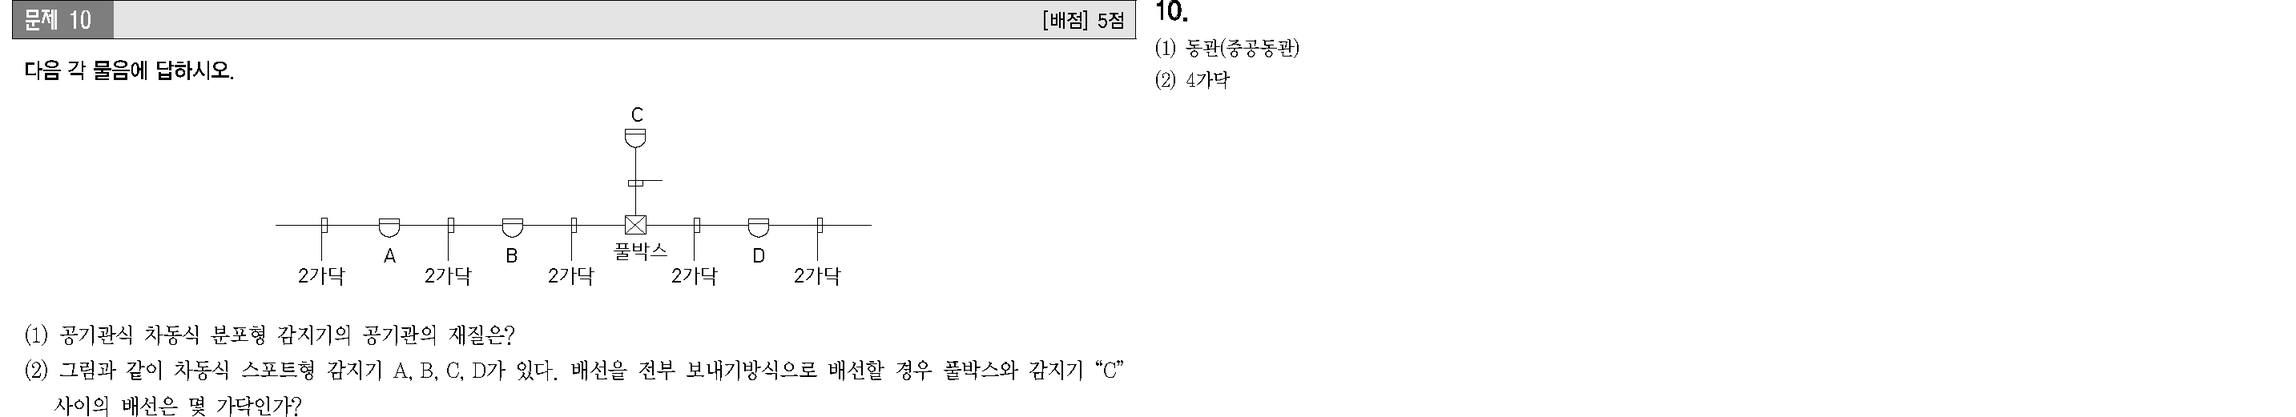 문제 10
[배점] 5점
다음 각 물음에 답하시오.
C
풀박스
A
B
D
2가닥
2가닥
2가닥
2가닥
2가닥
(1) 공기관식 차동식 분포형 감지기의 공기관의 재질은?
(2) 그림과 같이 차동식 스포트형 감지기 A, B, C, D가 있다. 배선을 전부 보내기방식으로 배선할 경우 풀박스와 감지기 “C”
사이의 배선은 몇 가닥인가?
10.
(1) 동관(중공동관)
(2) 4가닥